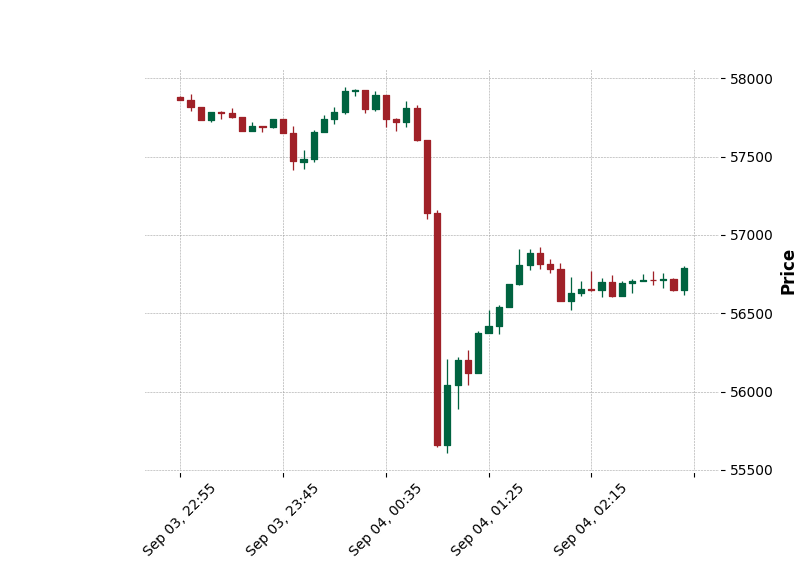 58000
57500
57000
56500
56000
55500
Price
Sep 03, 22:55
Sep 03, 23:45
Sep 04, 00:35
Sep 04, 01:25
Sep 04, 02:15